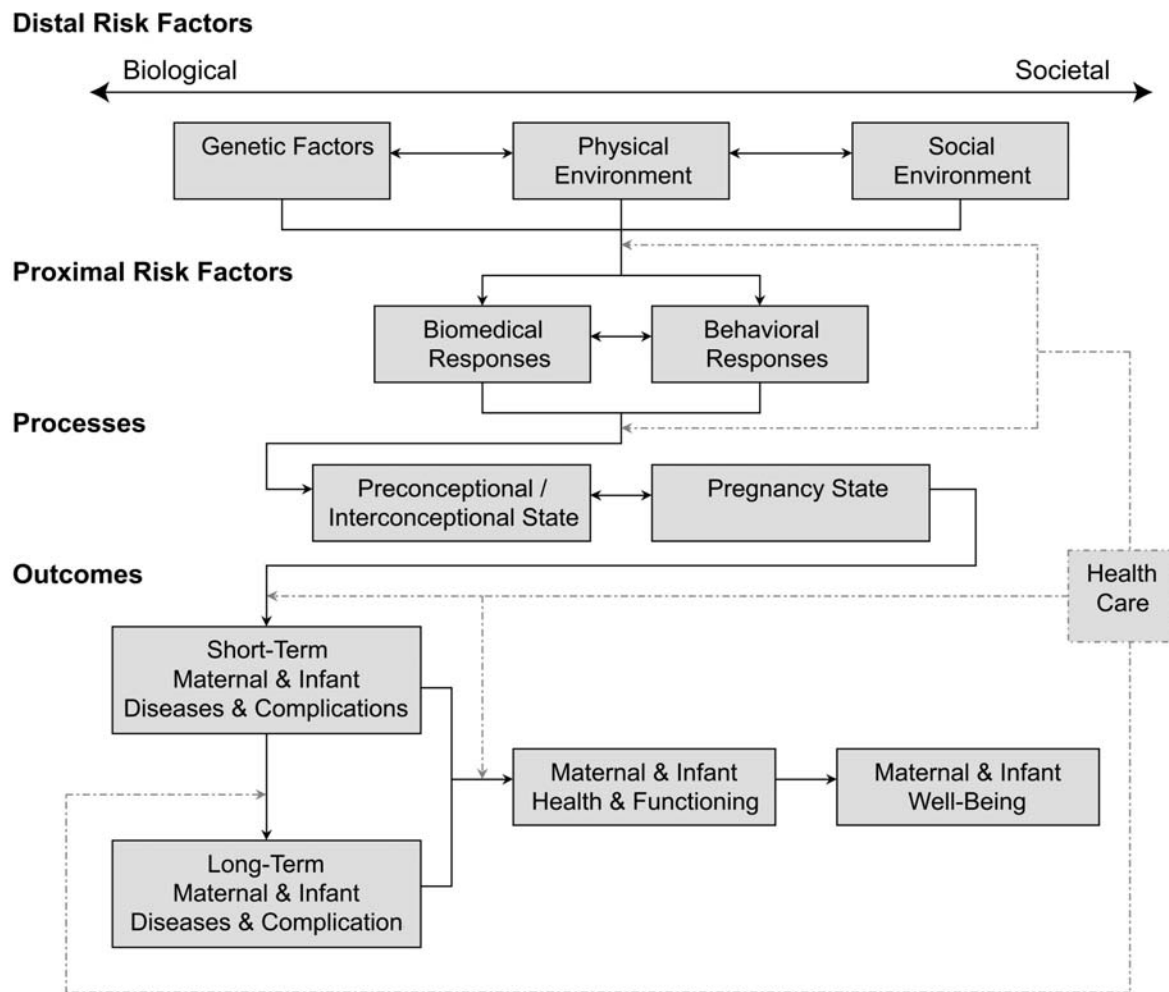 Distal Risk Factors
Biological
Societal
Genetic Factors
Physical
Environment
Social
Environment
Proximal Risk Factors
Biomedical
Responses
Behavioral
Responses
Processes
Preconceptional /
Interconceptional State
Pregnancy State
Outcomes
Health
Care
Short-Term
Maternal & Infant
Diseases & Complications
Maternal & Infant
Health & Functioning
Maternal & Infant
Well-Being
Long-Term
Maternal & Infant
Diseases & Complication